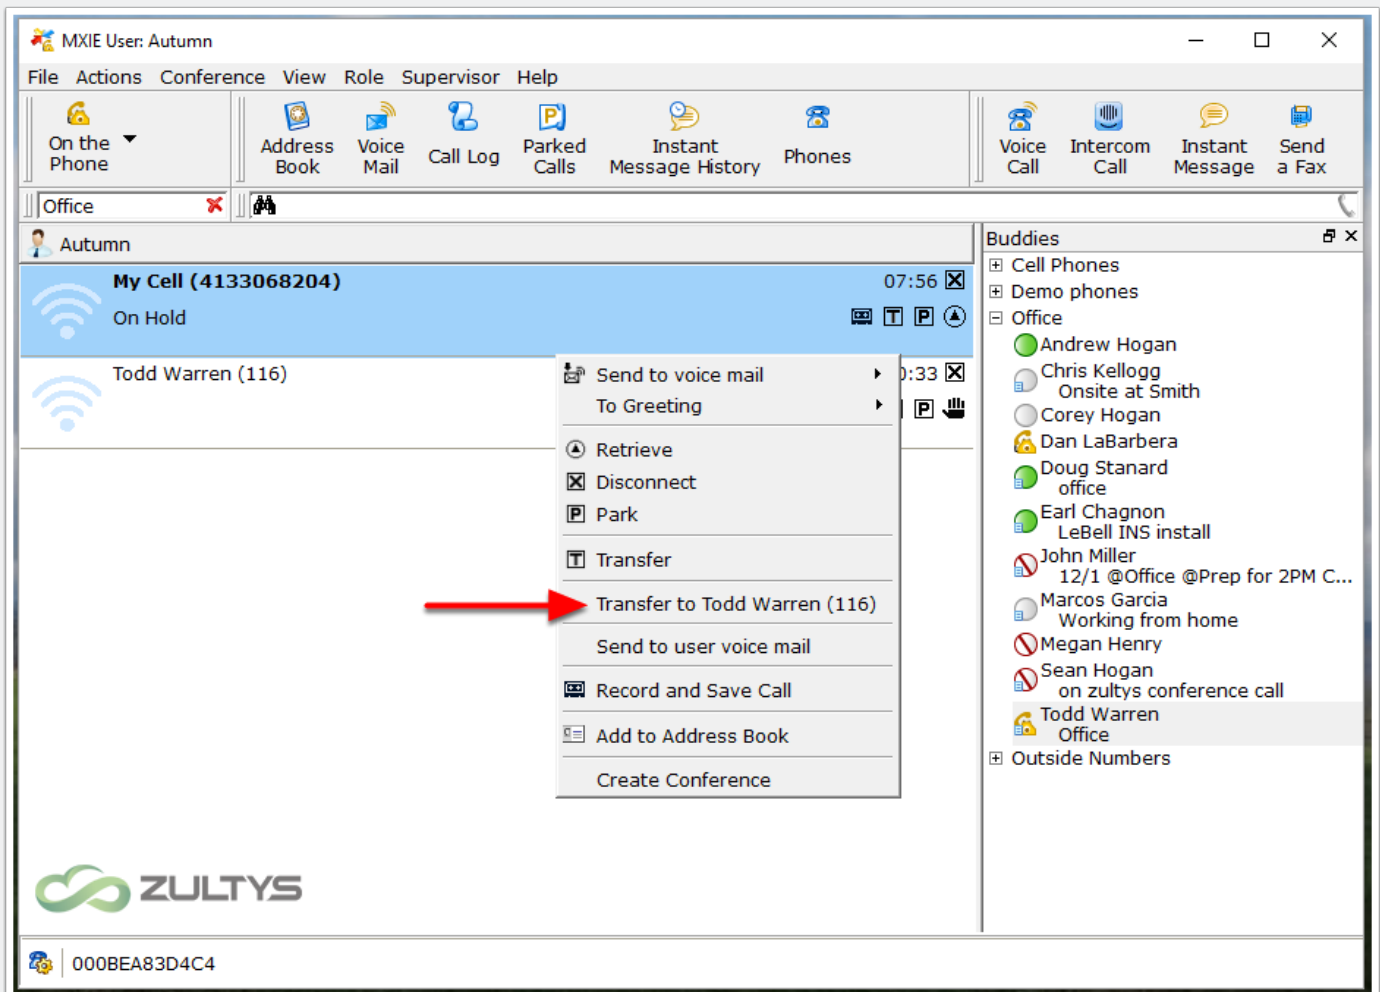 MXIE User: Autumn
File Actions Conference View Role Supervisor Help
On the
Phone
Address
Book
Voice
Mail
Call Log
Parked
Calls
Instant
Message History
Phones
Voice
Call
Intercom
Call
Instant
Message
Send
a Fax
Office
Autumn
My Cell (4133068204)
07:56
On Hold
T P
Todd Warren (116)
:33
P
Send to voice mail
To Greeting
Retrieve
Disconnect
P Park
T Transfer
Transfer to Todd Warren (116)
Send to user voice mail
Record and Save Call
Add to Address Book
Create Conference
Buddies
Cell Phones
Demo phones
Office
Andrew Hogan
Chris Kellogg
Onsite at Smith
Corey Hogan
Dan LaBarbera
Doug Stanard
office
Earl Chagnon
LeBell INS install
John Miller
12/1 @Office @Prep for 2PM C...
Marcos Garcia
Working from home
Megan Henry
Sean Hogan
on zultys conference call
Todd Warren
Office
Outside Numbers
ZULTYS
000BEA83D4C4